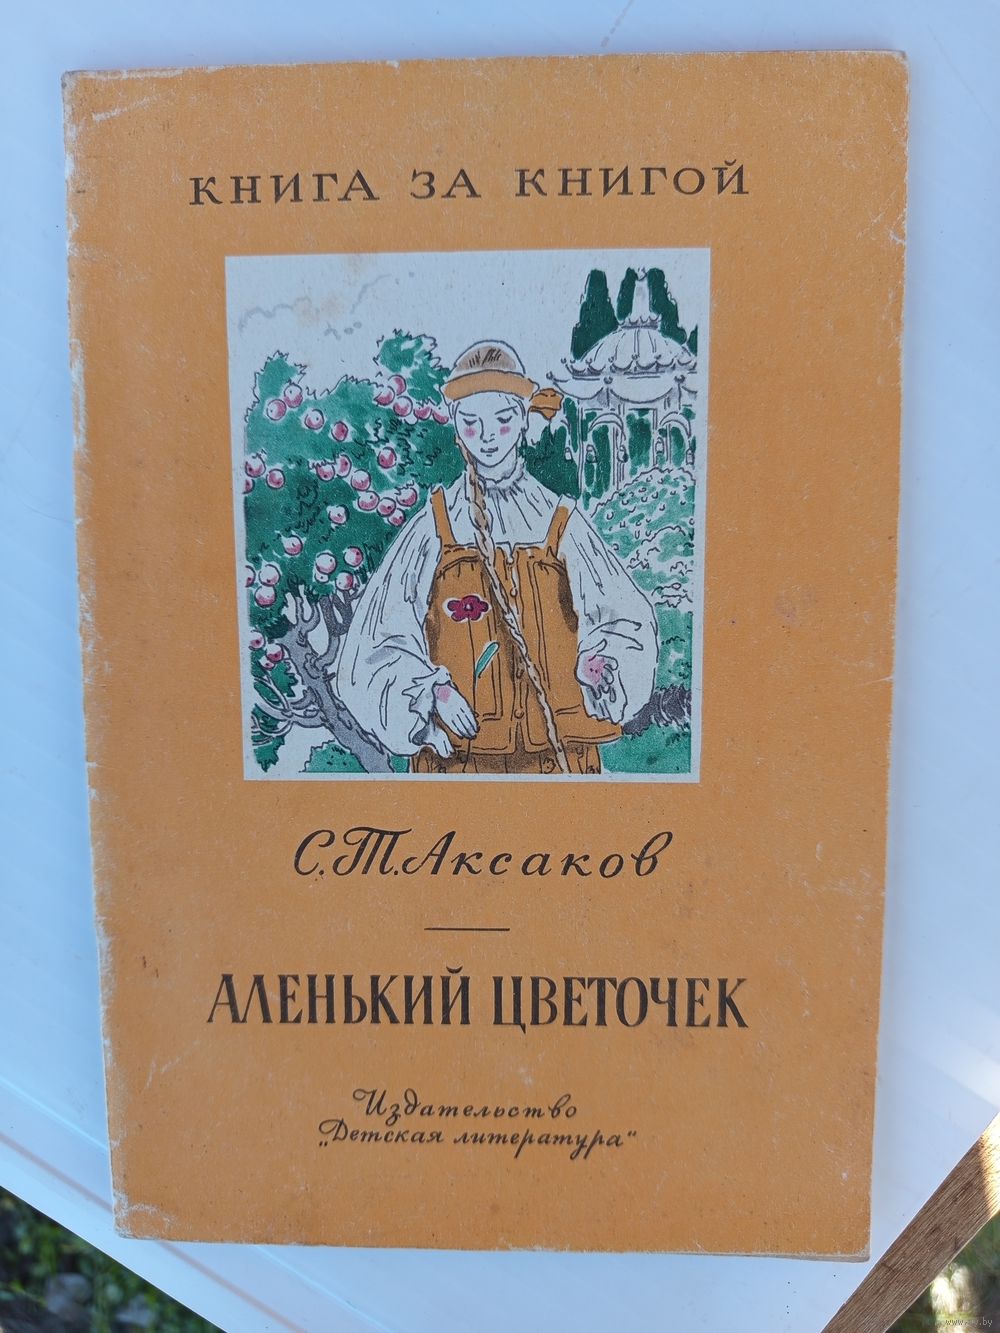 КНИГА ЗА КНИГОЙ
С.Т.Аксаков
АЛЕНЬКИЙ ЦВЕТОЧЕК
Издательство
„Детская литература“